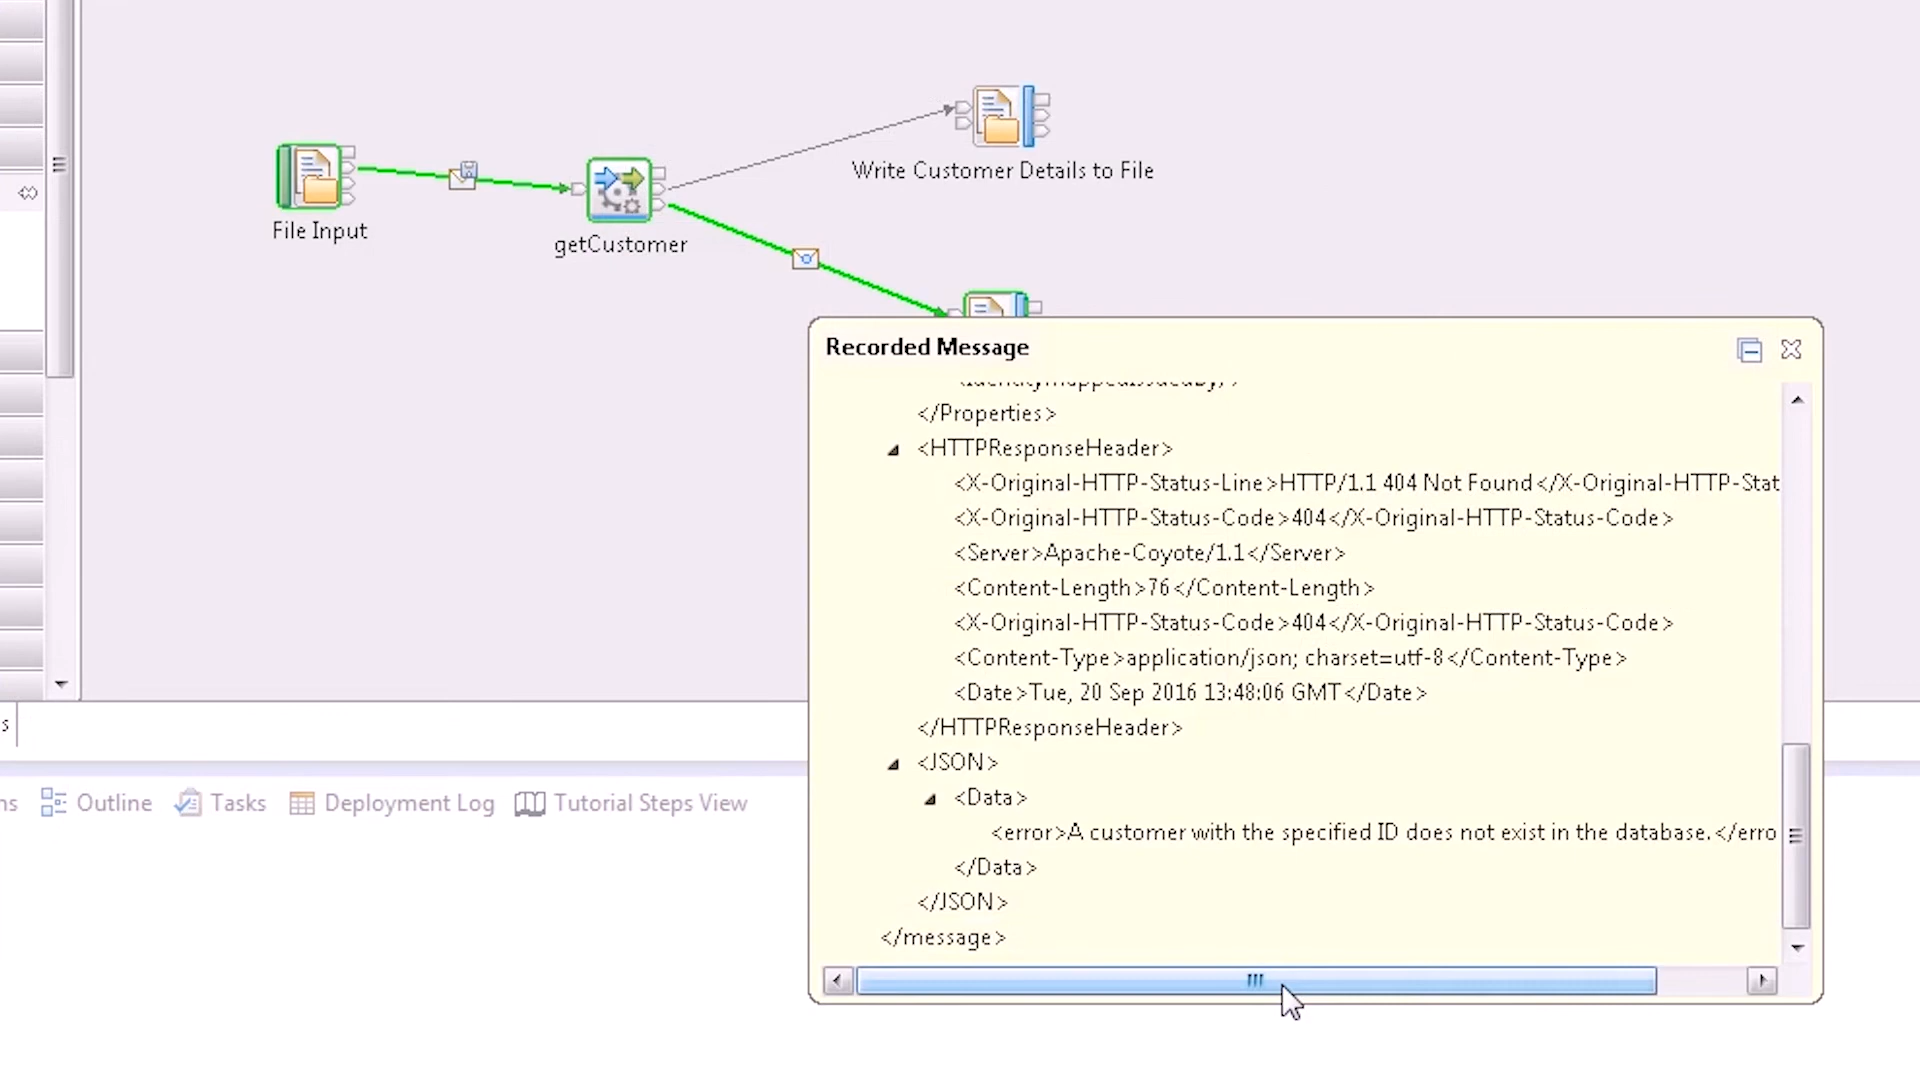 Write Customer Details to File
File Input
getCustomer
Recorded Message
</Properties>
<HTTPResponseHeader>
<X-Original-HTTP-Status-Line>HTTP/1.1 404 Not Found</X-Original-HTTP-Stat
<X-Original-HTTP-Status-Code>404</X-Original-HTTP-Status-Code>
<Server>Apache-Coyote/1.1</Server>
<Content-Length>76</Content-Length>
<X-Original-HTTP-Status-Code>404</X-Original-HTTP-Status-Code>
<Content-Type>application/json; charset=utf-8</Content-Type>
<Date>Tue, 20 Sep 2016 13:48:06 GMT</Date>
</HTTPResponseHeader>
<JSON>
<Data>
<error>A customer with the specified ID does not exist in the database.</erro
</Data>
</JSON>
</message>
s
ns Outline Tasks Deployment Log Tutorial Steps View